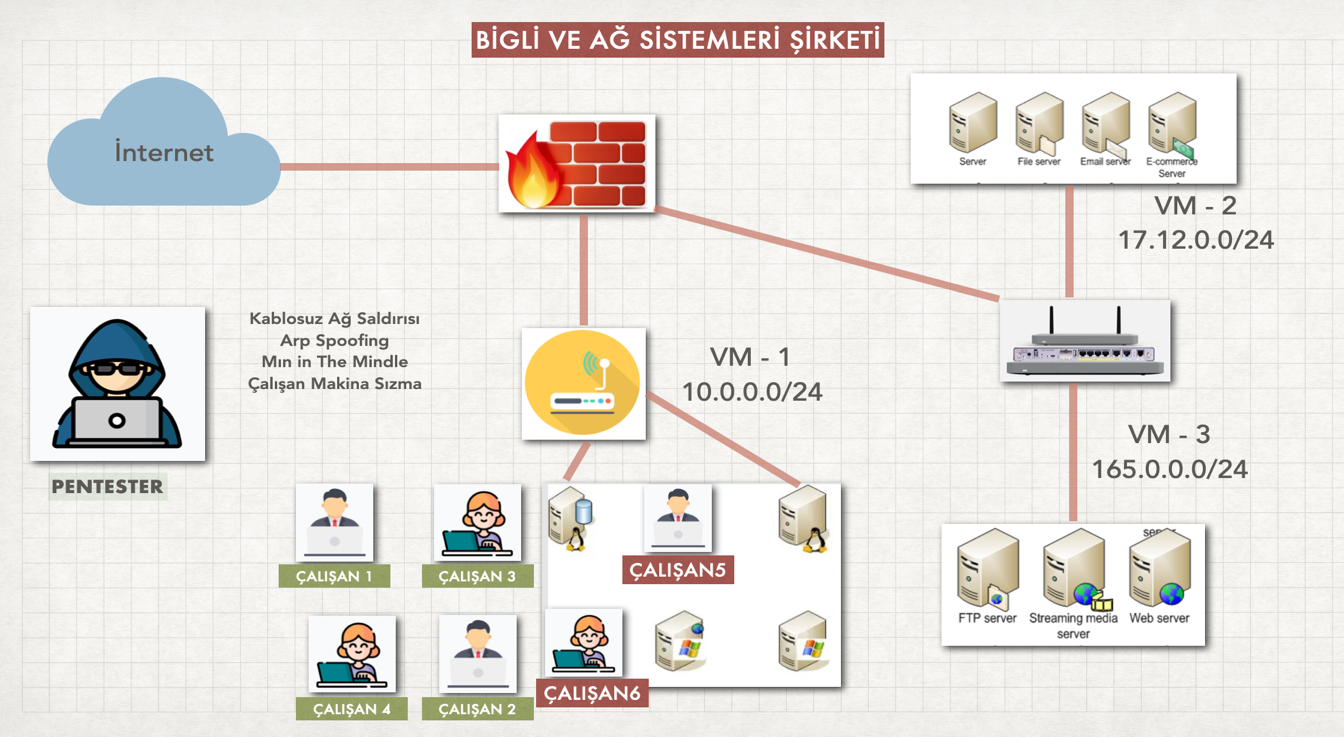 BİGLİ VE AĞ SİSTEMLERİ ŞİRKETİ
İnternet
Server
File server
Email server
E-commerce
Server
VM - 2
17.12.0.0/24
Kablosuz Ağ Saldırısı
Arp Spoofing
Mın in The Mindle
Çalışan Makina Sızma
VM - 1
10.0.0.0/24
VM - 3
165.0.0.0/24
PENTESTER
ÇALIŞAN 1
ÇALIŞAN 3
ÇALIŞAN5
ÇALIŞAN 4
ÇALIŞAN 2
ÇALIŞAN6
server
FTP server
Streaming media
server
Web server